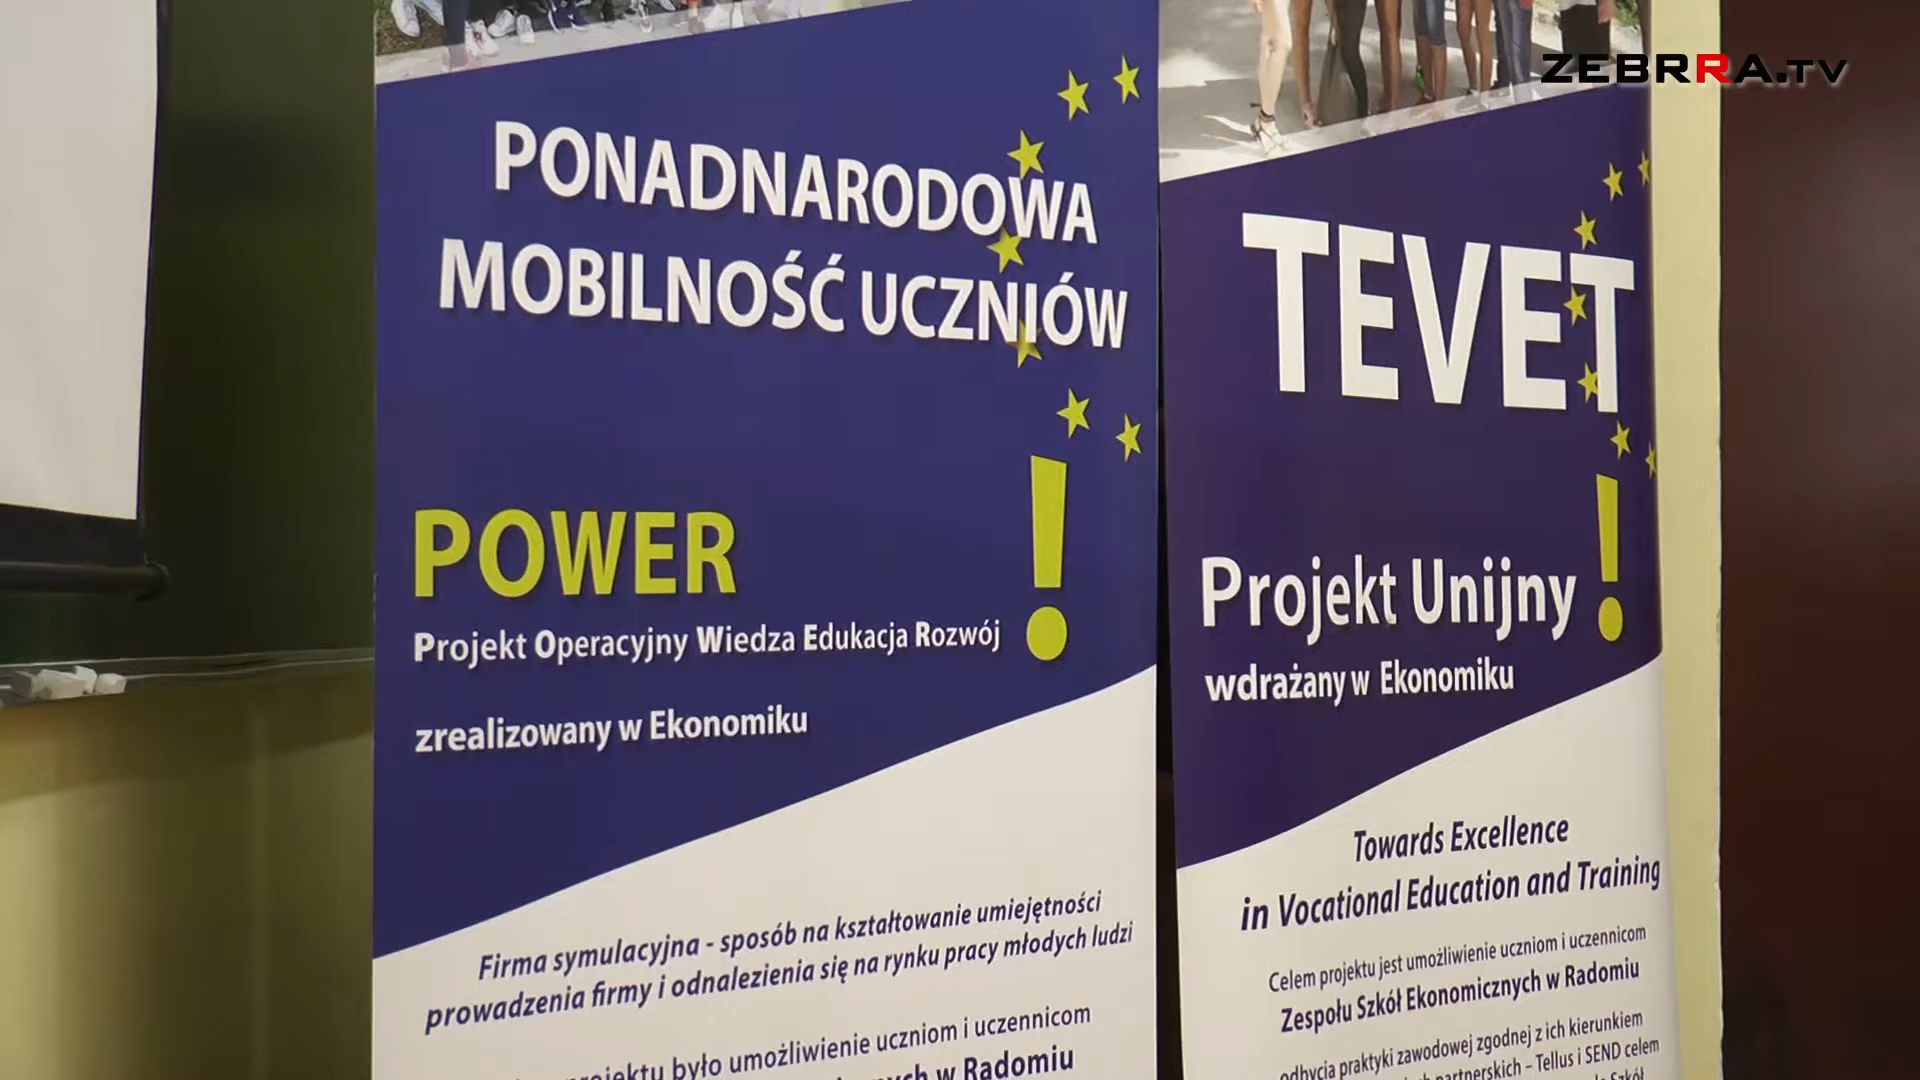 ZEBRRA.TV
PONADNARODOWA
MOBILNOŚĆ UCZNIÓW
POWER !
Projekt Operacyjny Wiedza Edukacja Rozwój
zrealizowany w Ekonomiku
Firma symulacyjna - sposób na kształtowanie umiejętności
prowadzenia firmy i odnalezienia się na rynku pracy młodych ludzi
projektu było umożliwienie uczniom i uczennicom
w Radomiu
TEVET
Projekt Unijny !
wdrażany w Ekonomiku
Towards Excellence
in Vocational Education and Training
Celem projektu jest umożliwienie uczniom i uczennicom
Zespołu Szkół Ekonomicznych w Radomiu
odbycia praktyki zawodowej zgodnej z ich kierunkiem
partnerskich – Tellus i SEND celem
Szkół